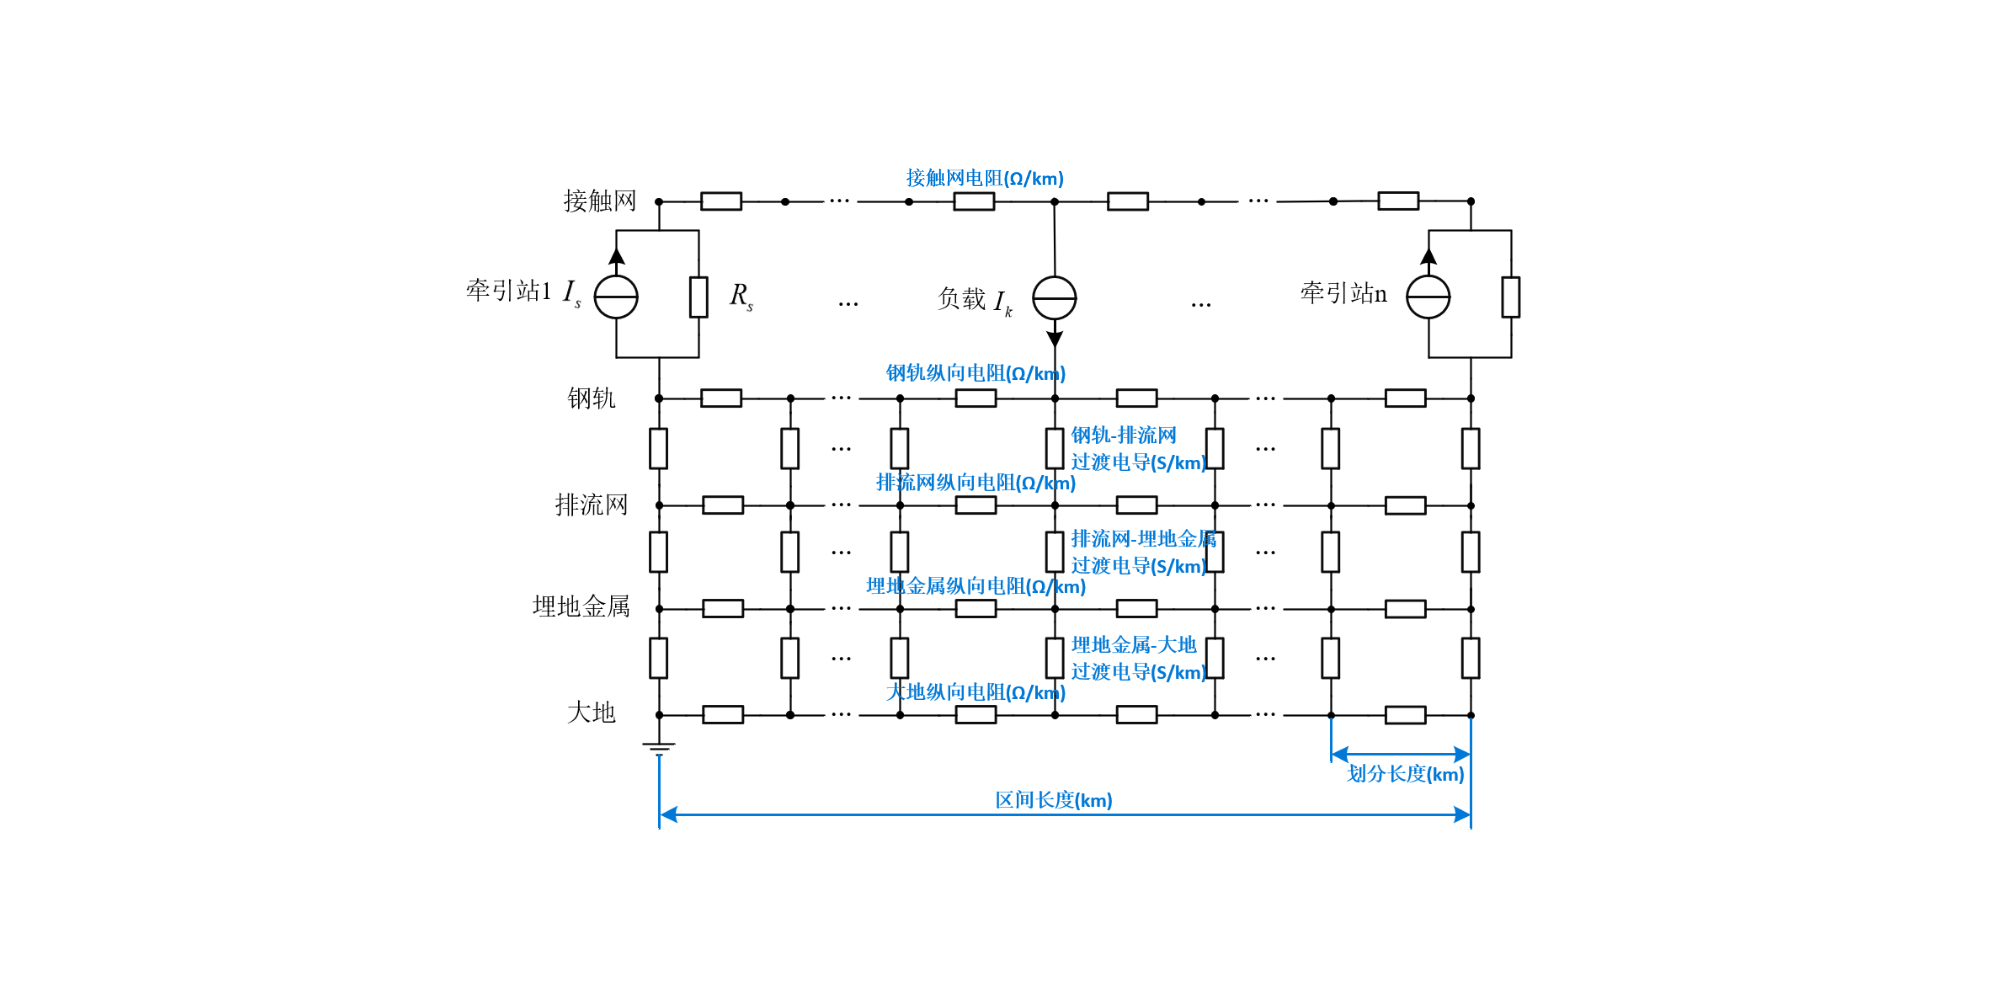 接触网电阻(Ω/km)
接触网
牵引站1 Is
Rs
...
负载 Ik
...
牵引站n
钢轨纵向电阻(Ω/km)
钢轨
钢轨-排流网
过渡电导(S/km)
排流网纵向电阻(Ω/km)
排流网
排流网-埋地金属
过渡电导(S/km)
埋地金属纵向电阻(Ω/km)
埋地金属
埋地金属-大地
过渡电导(S/km)
大地纵向电阻(Ω/km)
大地
划分长度(km)
区间长度(km)